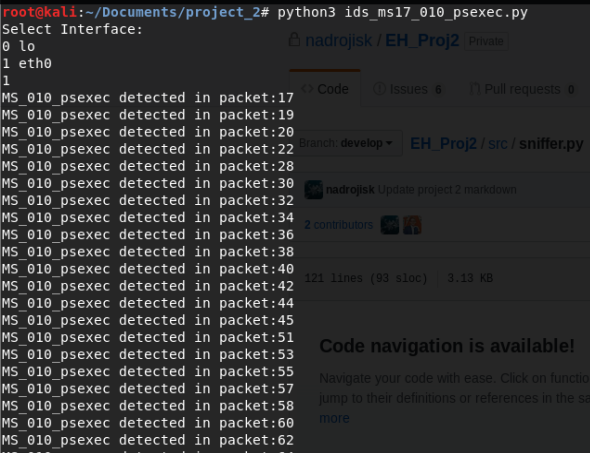 root@kali:~/Documents/project_2# python3 ids_ms17_010_psexec.py
Select Interface:
0 lo
1 eth0
1
MS_010_psexec detected in packet:17
MS_010_psexec detected in packet:19
MS_010_psexec detected in packet:20
MS_010_psexec detected in packet:22
MS_010_psexec detected in packet:28
MS_010_psexec detected in packet:30
MS_010_psexec detected in packet:32
MS_010_psexec detected in packet:34
MS_010_psexec detected in packet:36
MS_010_psexec detected in packet:38
MS_010_psexec detected in packet:40
MS_010_psexec detected in packet:42
MS_010_psexec detected in packet:44
MS_010_psexec detected in packet:45
MS_010_psexec detected in packet:51
MS_010_psexec detected in packet:53
MS_010_psexec detected in packet:55
MS_010_psexec detected in packet:57
MS_010_psexec detected in packet:58
MS_010_psexec detected in packet:60
MS_010_psexec detected in packet:62
nadrojisk / EH_Proj2 Private
<> Code Issues 6 Pull requests 0
Branch: develop EH_Proj2 / src / sniffer.py
nadrojisk Update project 2 markdown
2 contributors
121 lines (93 sloc) 3.13 KB
Code navigation is available!
Navigate your code with ease. Click on functio
jump to their definitions or references in the sa
more